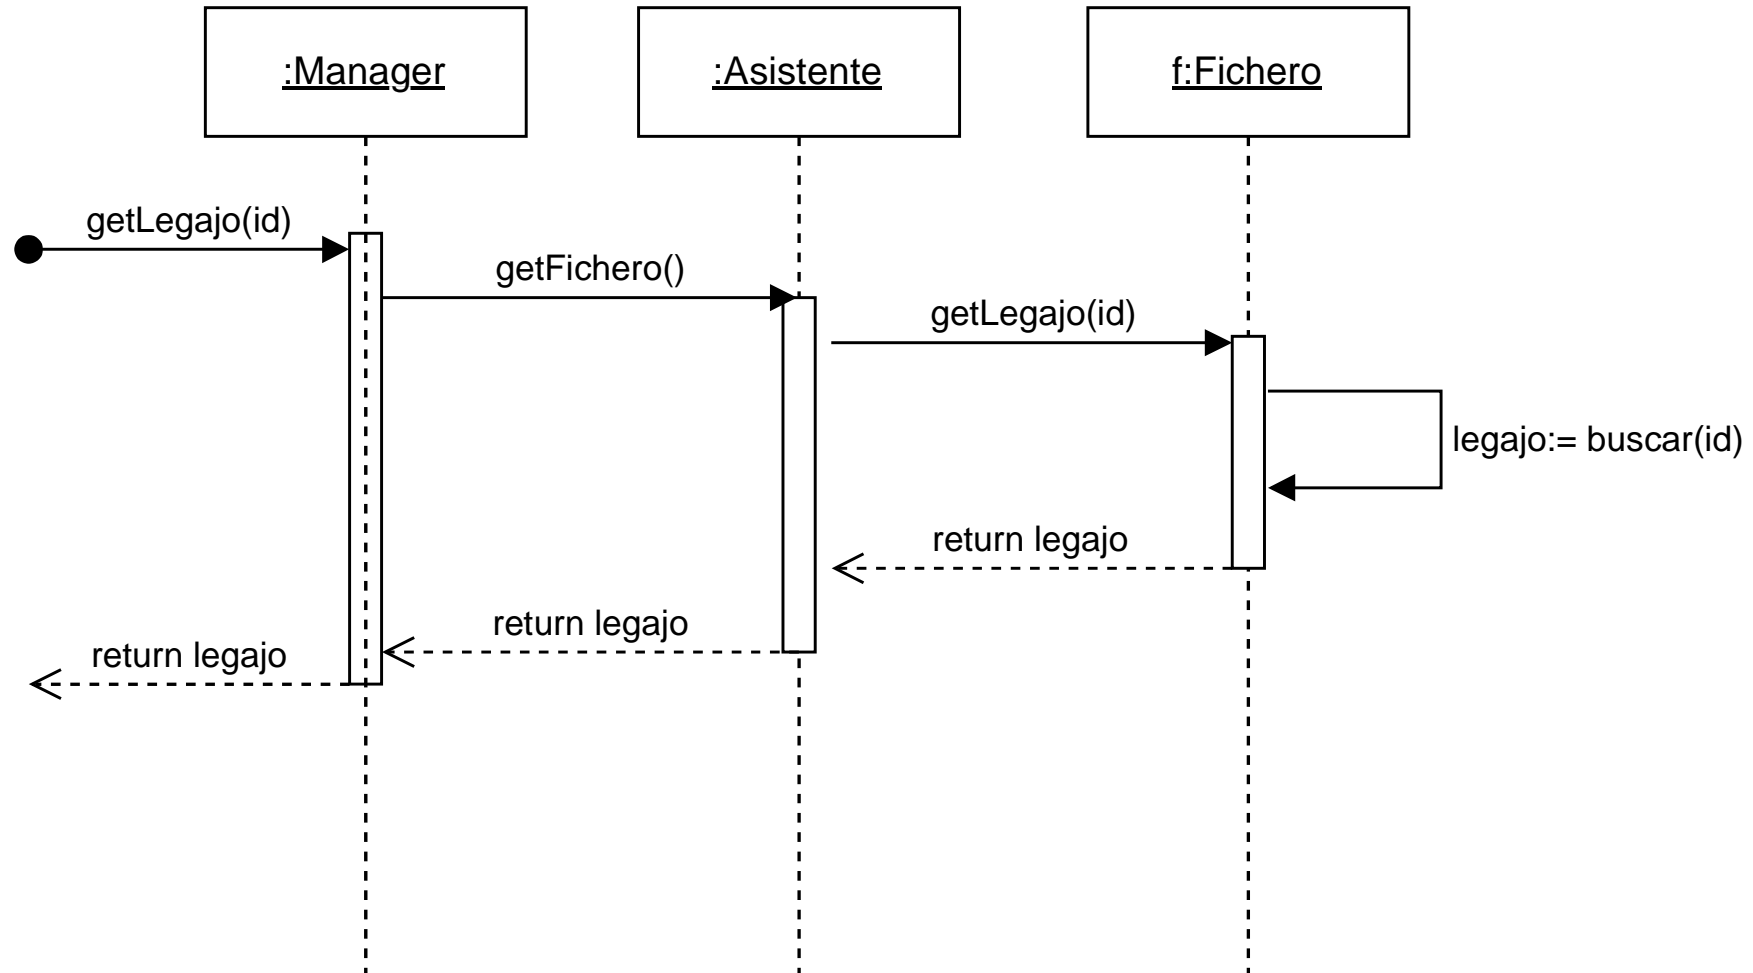 :Manager
:Asistente
f:Fichero
getLegajo(id)
getFichero()
getLegajo(id)
legajo:= buscar(id)
return legajo
return legajo
return legajo